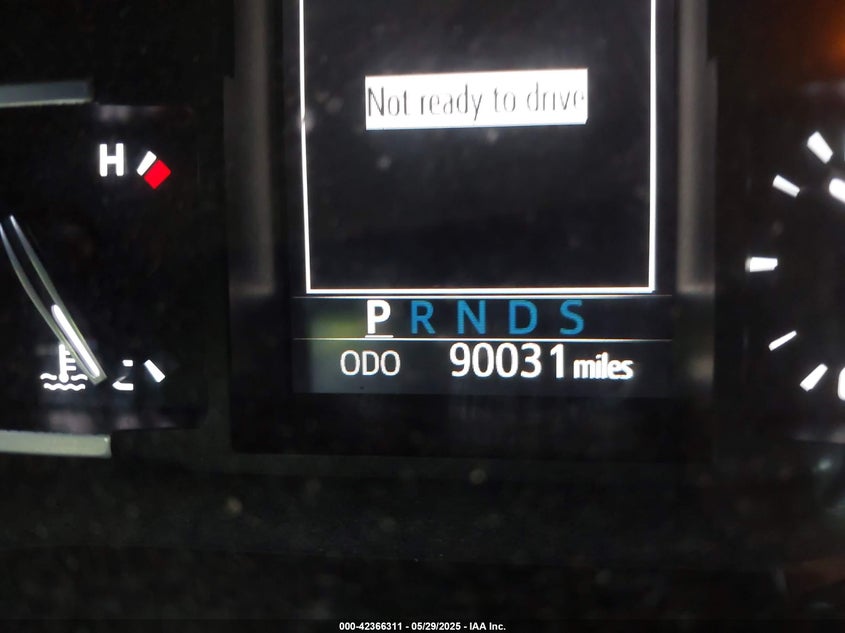 Not ready to drive
H
P R N D S
ODO 90031 miles
000-42366311 - 05/29/2025 - IAA Inc.